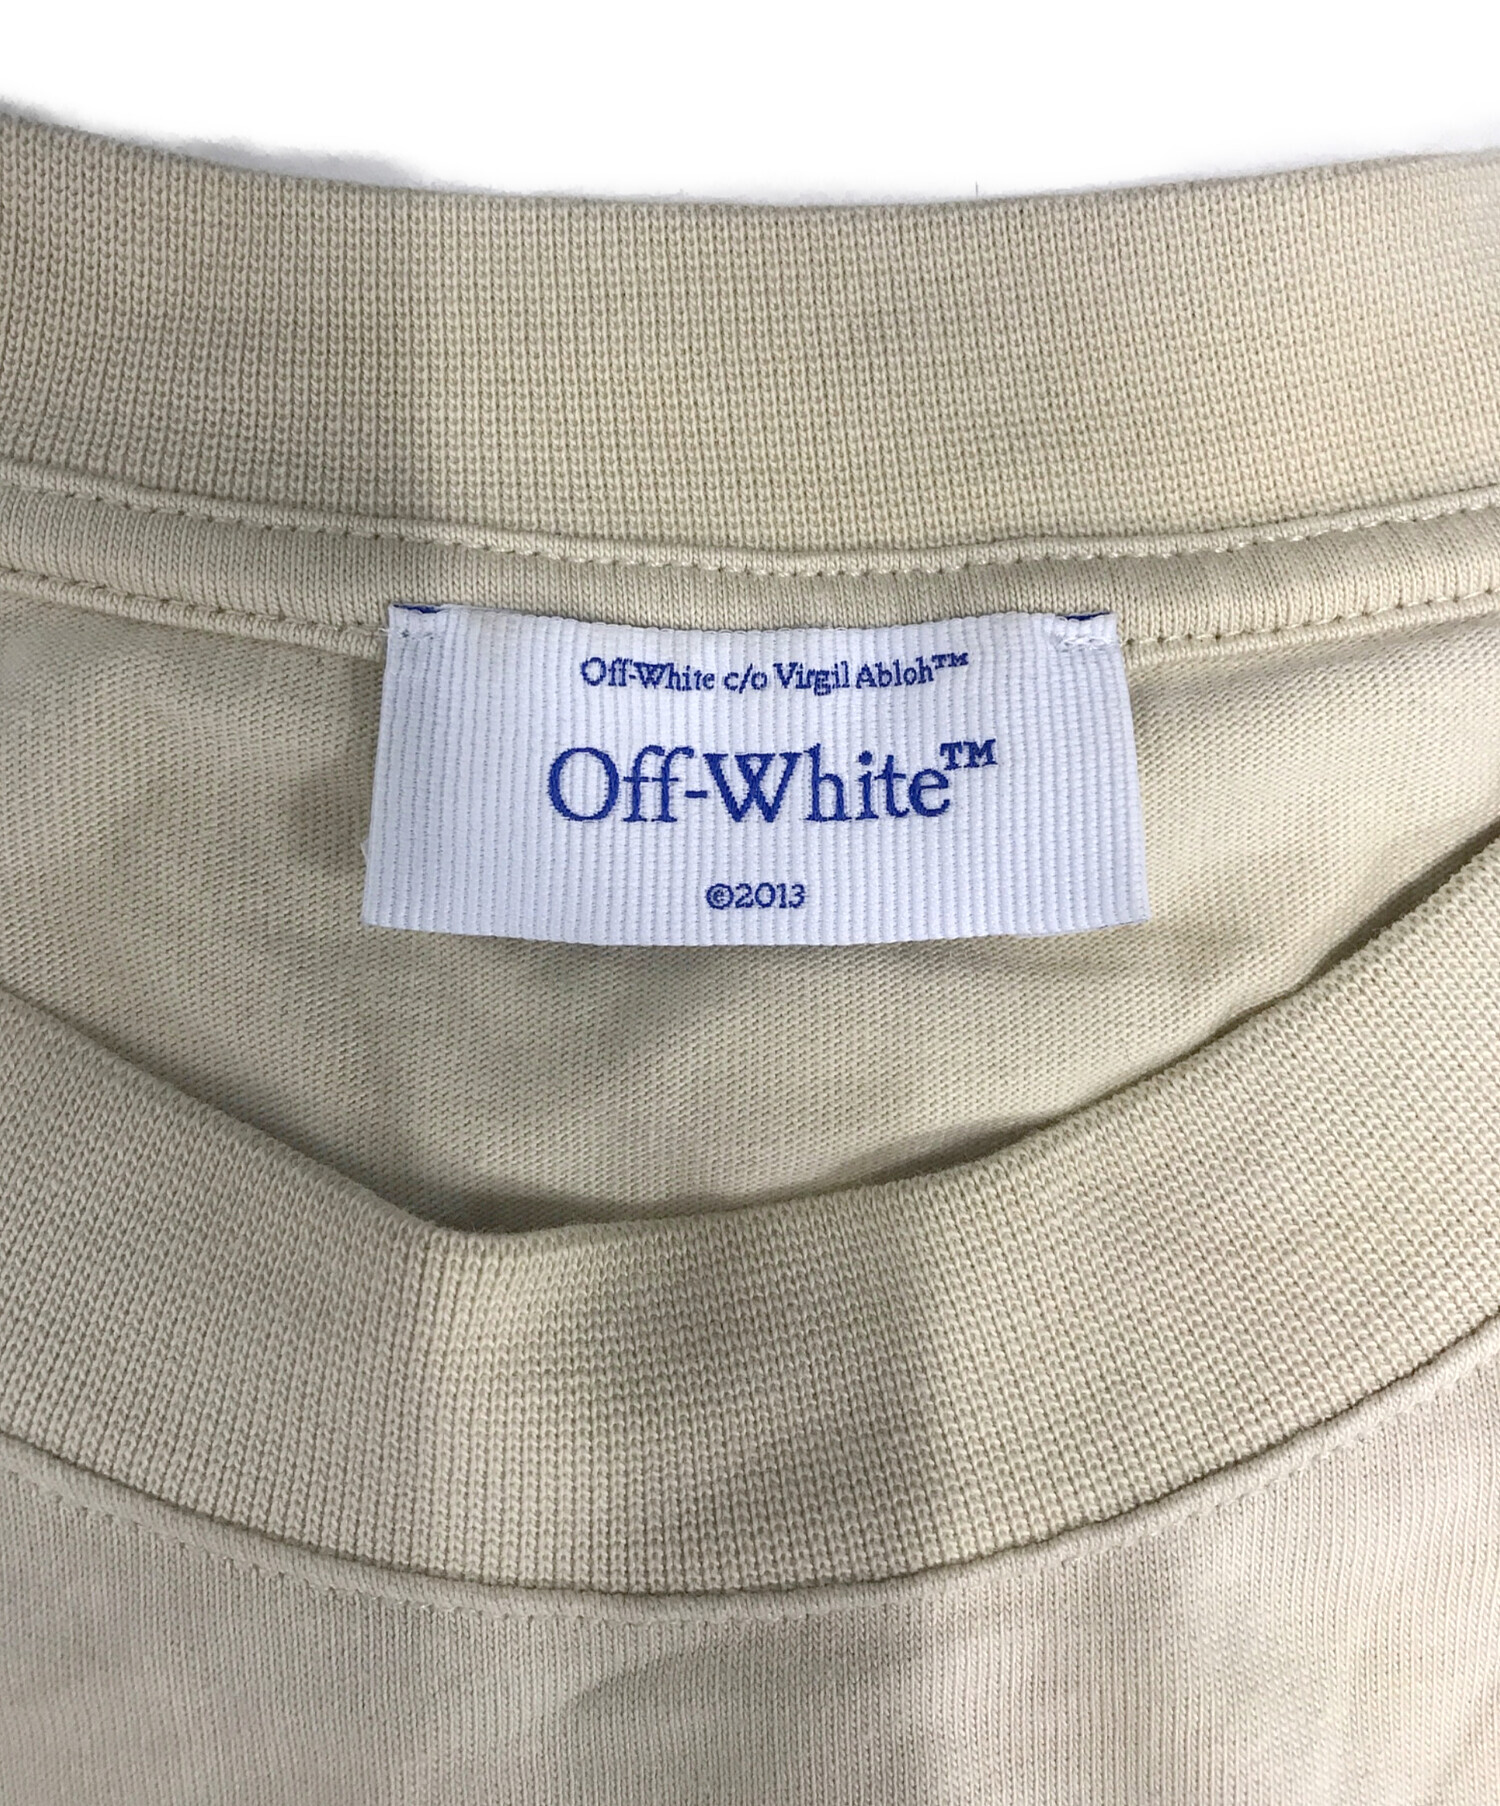 Off-White c/o Virgil Abloh™
Off-White™
©2013